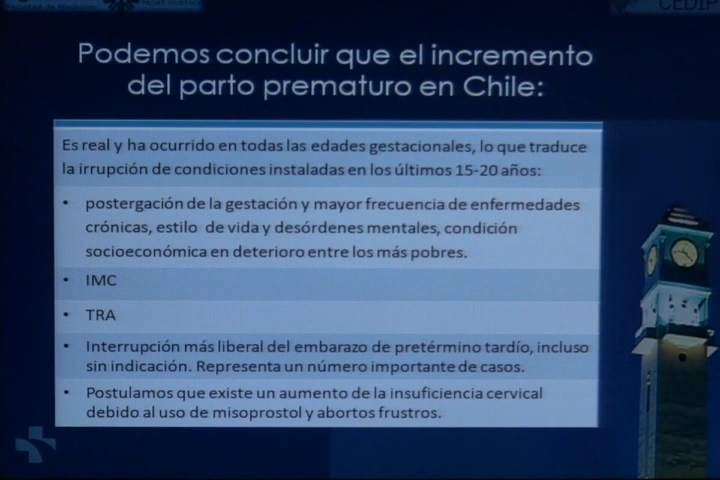 Facultad de Medicina
CEDIP
Podemos concluir que el incremento
del parto prematuro en Chile:
Es real y ha ocurrido en todas las edades gestacionales, lo que traduce
la irrupción de condiciones instaladas en los últimos 15-20 años:
• postergación de la gestación y mayor frecuencia de enfermedades
crónicas, estilo de vida y desórdenes mentales, condición
socioeconómica en deterioro entre los más pobres.
• IMC
• TRA
• Interrupción más liberal del embarazo de pretérmino tardío, incluso
sin indicación. Representa un número importante de casos.
• Postulamos que existe un aumento de la insuficiencia cervical
debido al uso de misoprostol y abortos frustros.